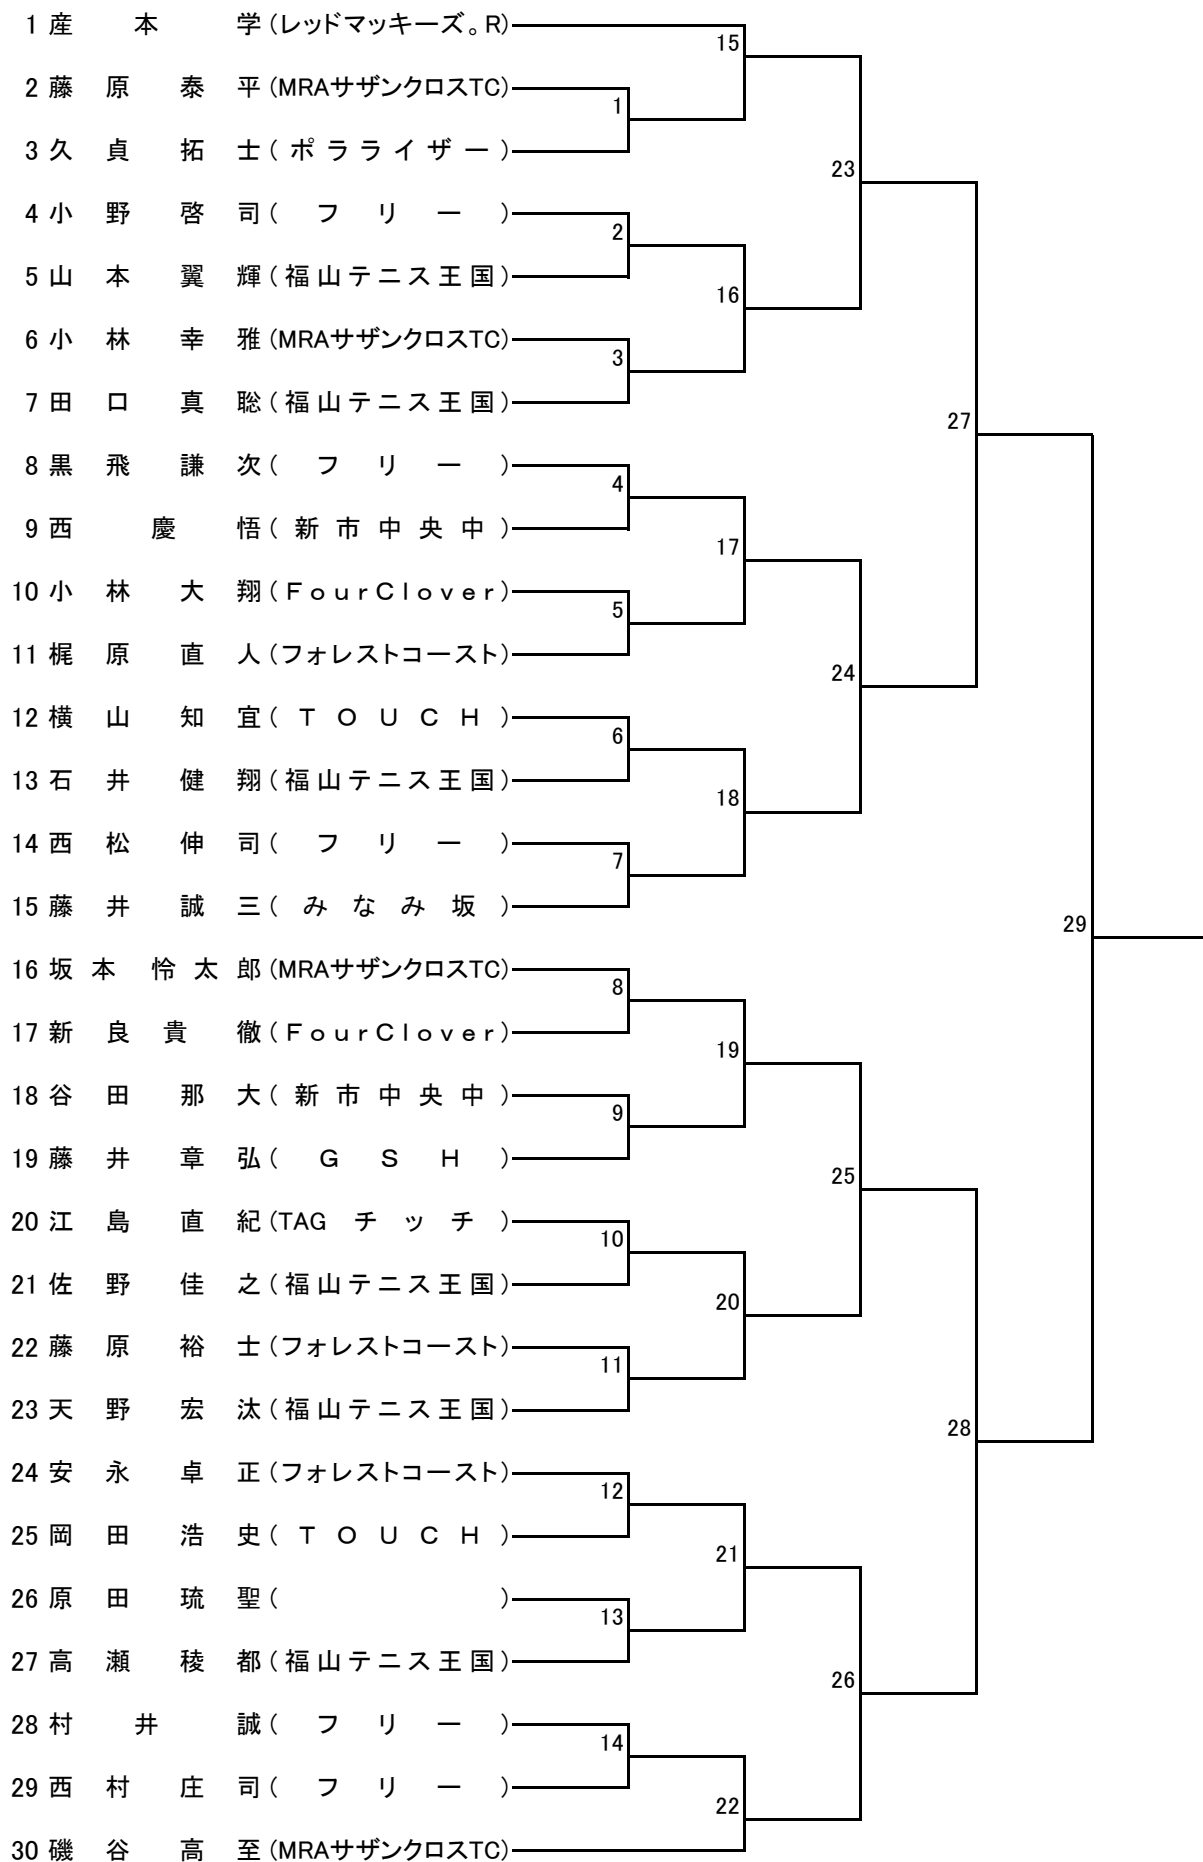 1 産本学(レッドマッキーズ。R)
15
2 藤原泰平(MRAサザンクロスTC)
1
3 久貞拓士(ポラライザー)
23
4 小野啓司(フリー)
2
5 山本翼輝(福山テニス王国)
16
6 小林幸雅(MRAサザンクロスTC)
3
7 田口真聡(福山テニス王国)
27
8 黒飛謙次(フリー)
4
9 西慶悟(新市中央中)
17
10 小林大翔(FourClover)
5
11 梶原直人(フォレストコースト)
24
12 横山知宜(TOUCH)
6
13 石井健翔(福山テニス王国)
18
14 西松伸司(フリー)
7
15 藤井誠三(みなみ坂)
29
16 坂本怜太郎(MRAサザンクロスTC)
8
17 新良貴徹(FourClover)
19
18 谷田那大(新市中央中)
9
19 藤井章弘(GSH)
25
20 江島直紀(TAGチッチ)
10
21 佐野佳之(福山テニス王国)
20
22 藤原裕士(フォレストコースト)
11
23 天野宏汰(福山テニス王国)
28
24 安永卓正(フォレストコースト)
12
25 岡田浩史(TOUCH)
21
26 原田琉聖( )
13
27 高瀬稜都(福山テニス王国)
26
28 村井誠(フリー)
14
29 西村庄司(フリー)
22
30 磯谷高至(MRAサザンクロスTC)